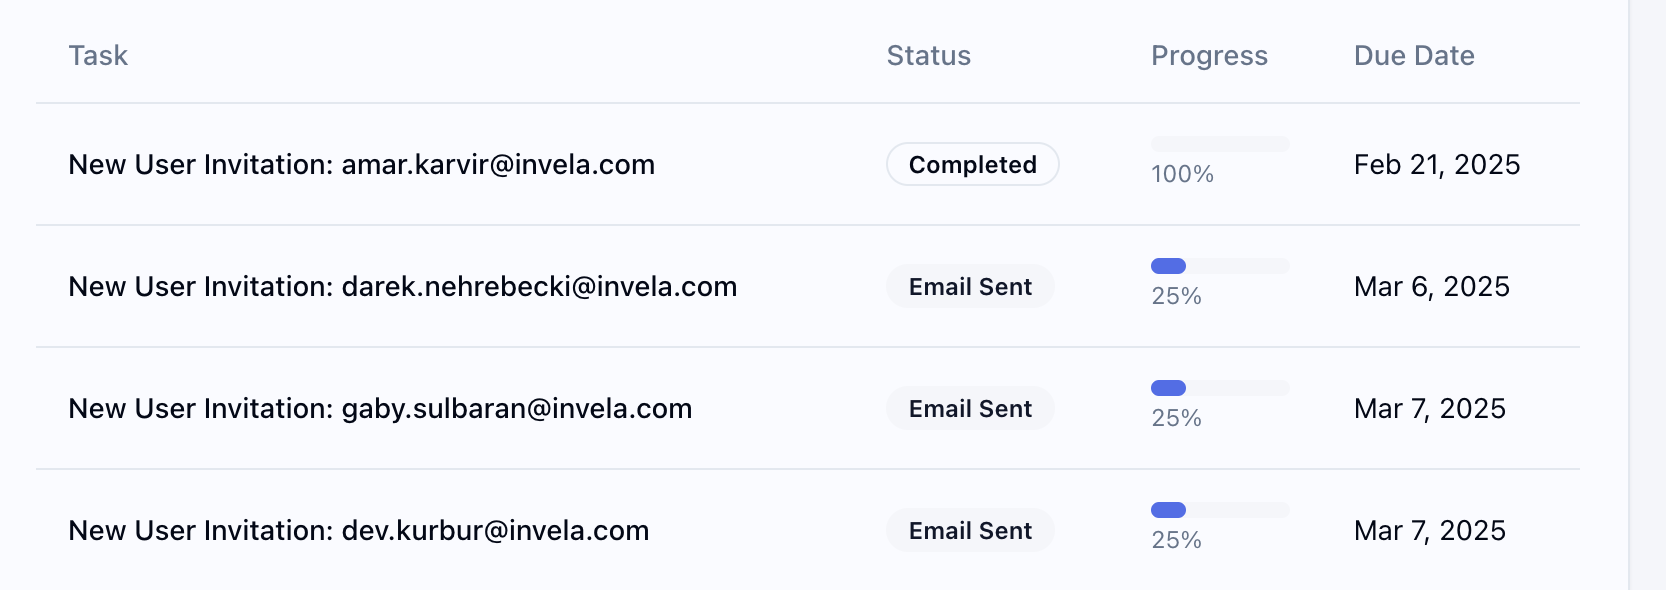 Task Status Progress Due Date
New User Invitation: amar.karvir@invela.com Completed 100% Feb 21, 2025
New User Invitation: darek.nehrebecki@invela.com Email Sent 25% Mar 6, 2025
New User Invitation: gaby.sulbaran@invela.com Email Sent 25% Mar 7, 2025
New User Invitation: dev.kurbur@invela.com Email Sent 25% Mar 7, 2025